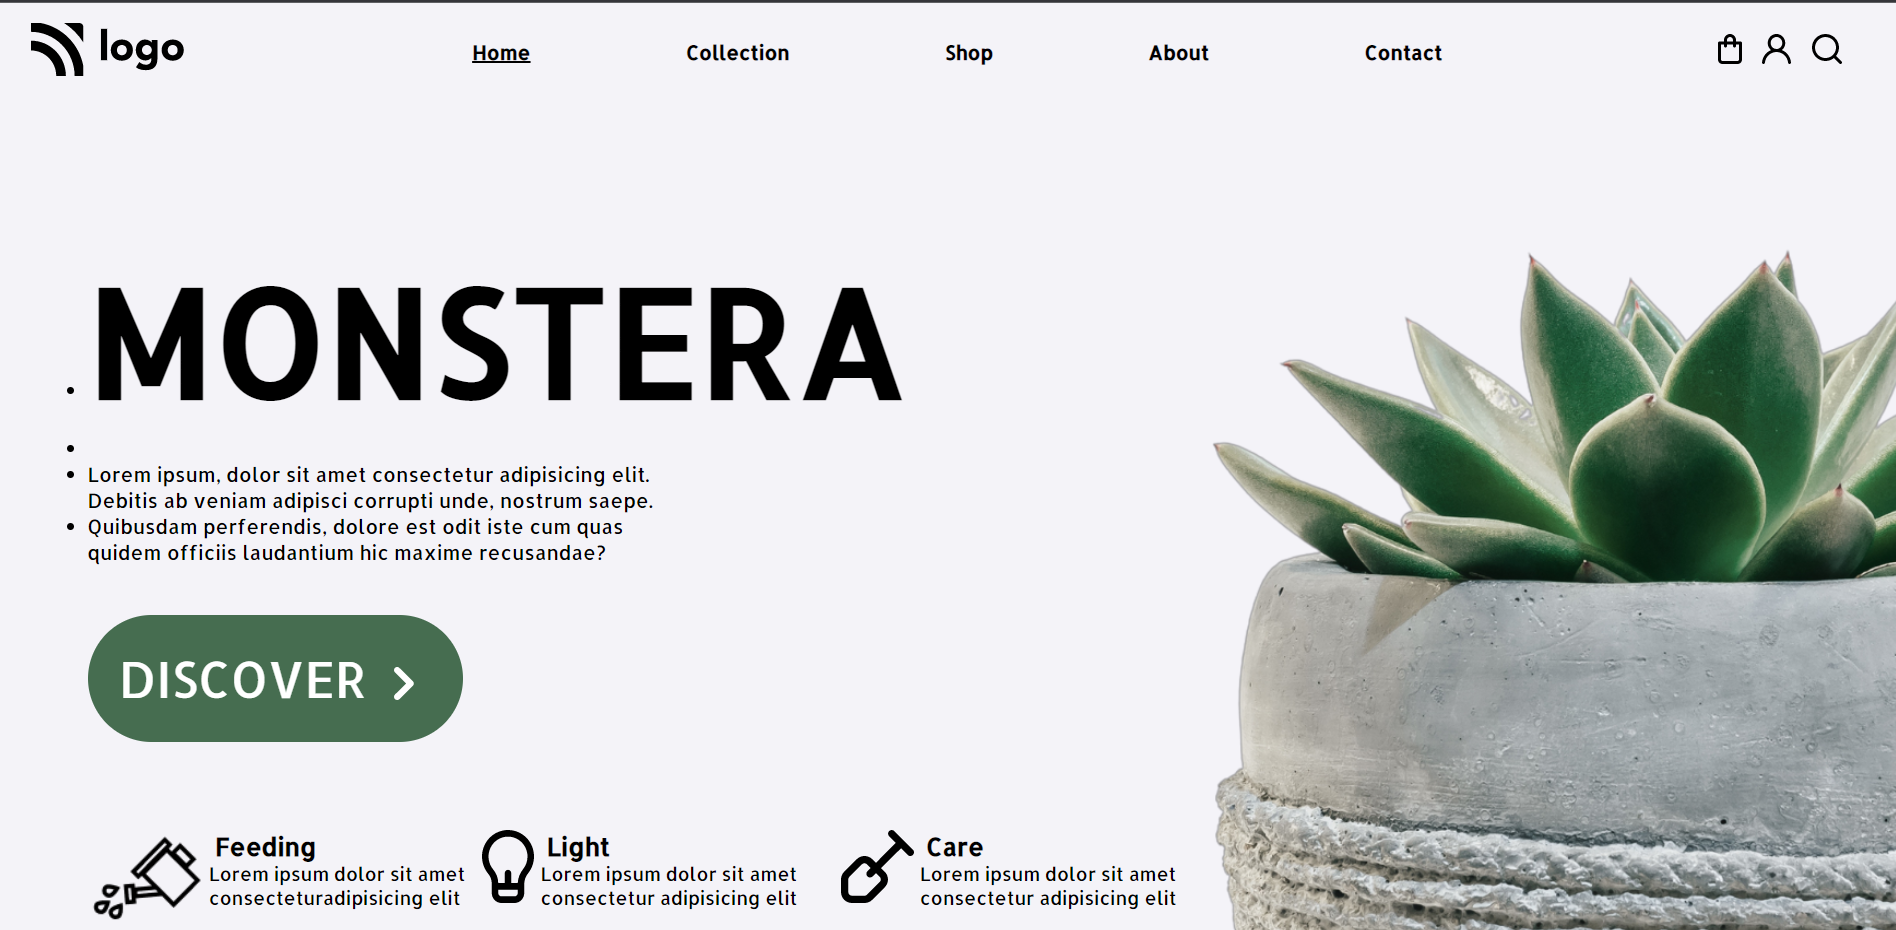 logo
Home Collection Shop About Contact
MONSTERA
Lorem ipsum, dolor sit amet consectetur adipisicing elit.
Debitis ab veniam adipisci corrupti unde, nostrum saepe.
Quibusdam perferendis, dolore est odit iste cum quas
quidem officiis laudantium hic maxime recusandae?
DISCOVER
Feeding
Lorem ipsum dolor sit amet
consecteturadipisicing elit
Light
Lorem ipsum dolor sit amet
consectetur adipisicing elit
Care
Lorem ipsum dolor sit amet
consectetur adipisicing elit